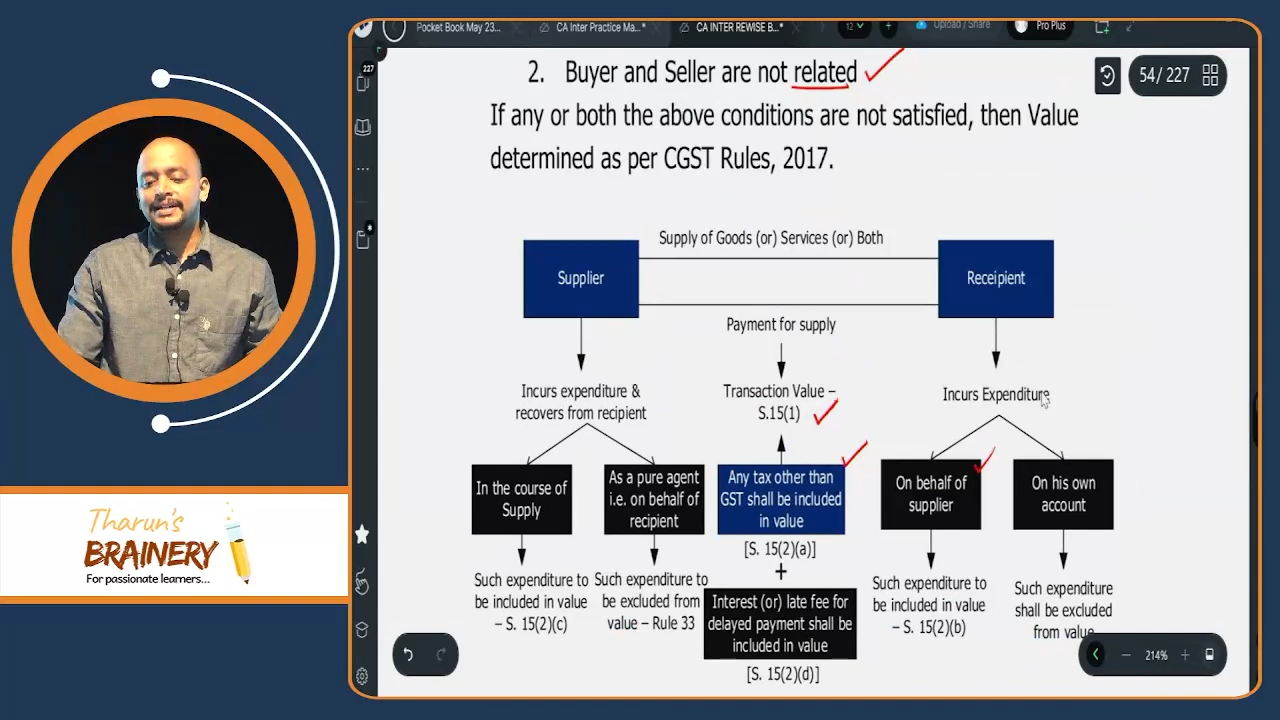 Pocket Book May 23...
CA Inter Practice Ma...*
CA INTER REWISE B...*
12
+
Upload / Share
Pro Plus
227
54 / 227
2. Buyer and Seller are not related
If any or both the above conditions are not satisfied, then Value
determined as per CGST Rules, 2017.
Supply of Goods (or) Services (or) Both
Supplier
Receipient
Payment for supply
Incurs expenditure &
recovers from recipient
Transaction Value –
S.15(1)
Incurs Expenditure
In the course of
Supply
As a pure agent
i.e. on behalf of
recipient
Any tax other than
GST shall be included
in value
On behalf of
supplier
On his own
account
[S. 15(2)(a)]
+
Such expenditure to
be included in value
– S. 15(2)(c)
Such expenditure to
be excluded from
value – Rule 33
Interest (or) late fee for
delayed payment shall be
included in value
[S. 15(2)(d)]
Such expenditure to
be included in value
– S. 15(2)(b)
Such expenditure
shall be excluded
from value
214%
Tharun's
BRAINERY
For passionate learners...